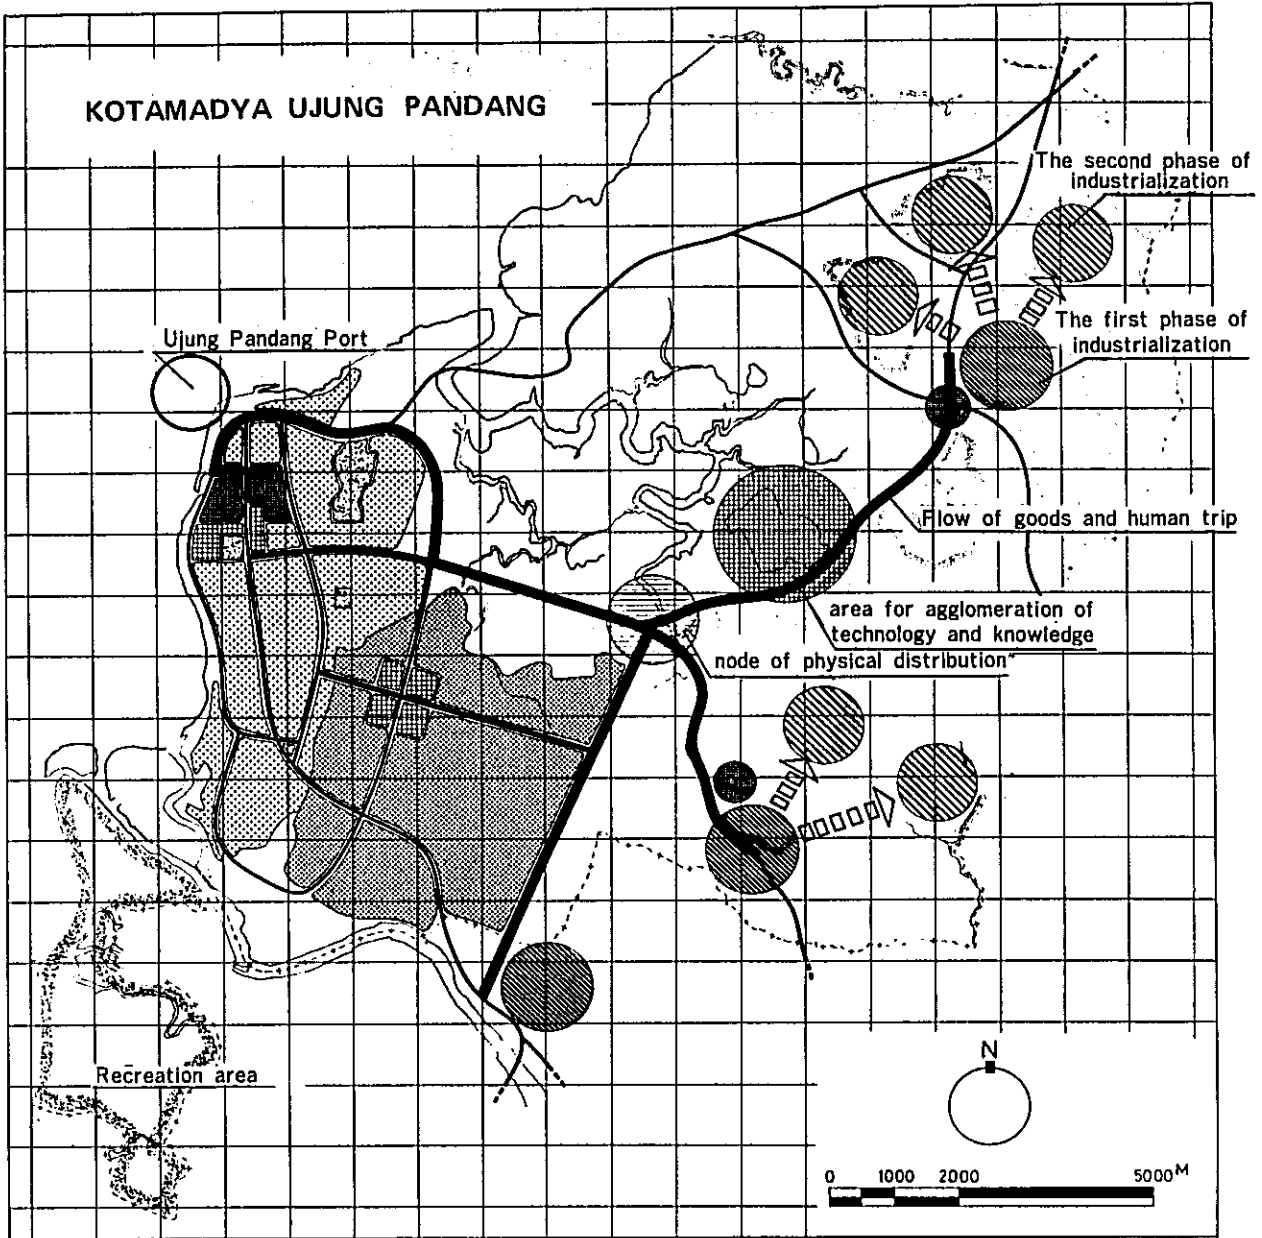 KOTAMADYA UJUNG PANDANG
The second phase of
industrialization
Ujung Pandang Port
The first phase of
industrialization
Flow of goods and human trip
area for agglomeration of
technology and knowledge
node of physical distribution
Recreation area
N
0 1000 2000 5000M